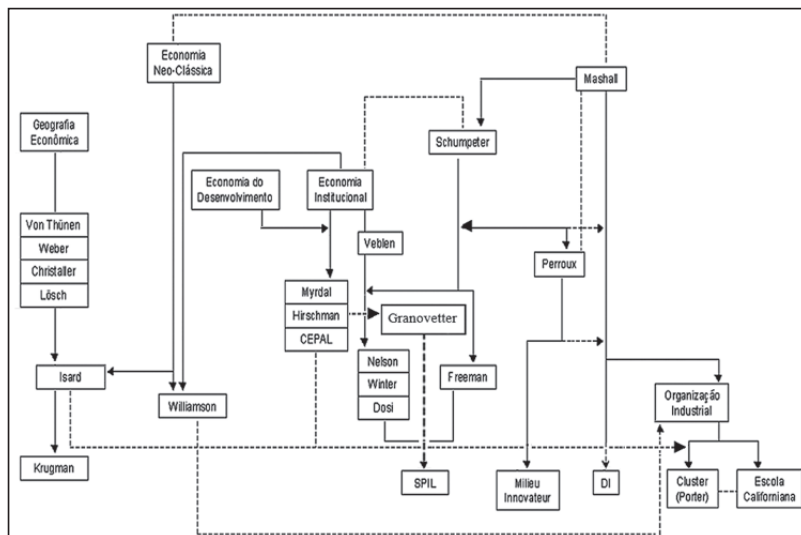 Economia
Neo-Clássica
Mashall
Geografia
Econômica
Schumpeter
Economia do
Desenvolvimento
Economia
Institucional
Von Thünen
Weber
Christaller
Lösch
Veblen
Perroux
Myrdal
Hirschman
CEPAL
Granovetter
Nelson
Winter
Dosi
Freeman
Isard
Williamson
Organização
Industrial
Krugman
SPIL
Milieu
Innovateur
DI
Cluster
(Porter)
Escola
Californiana